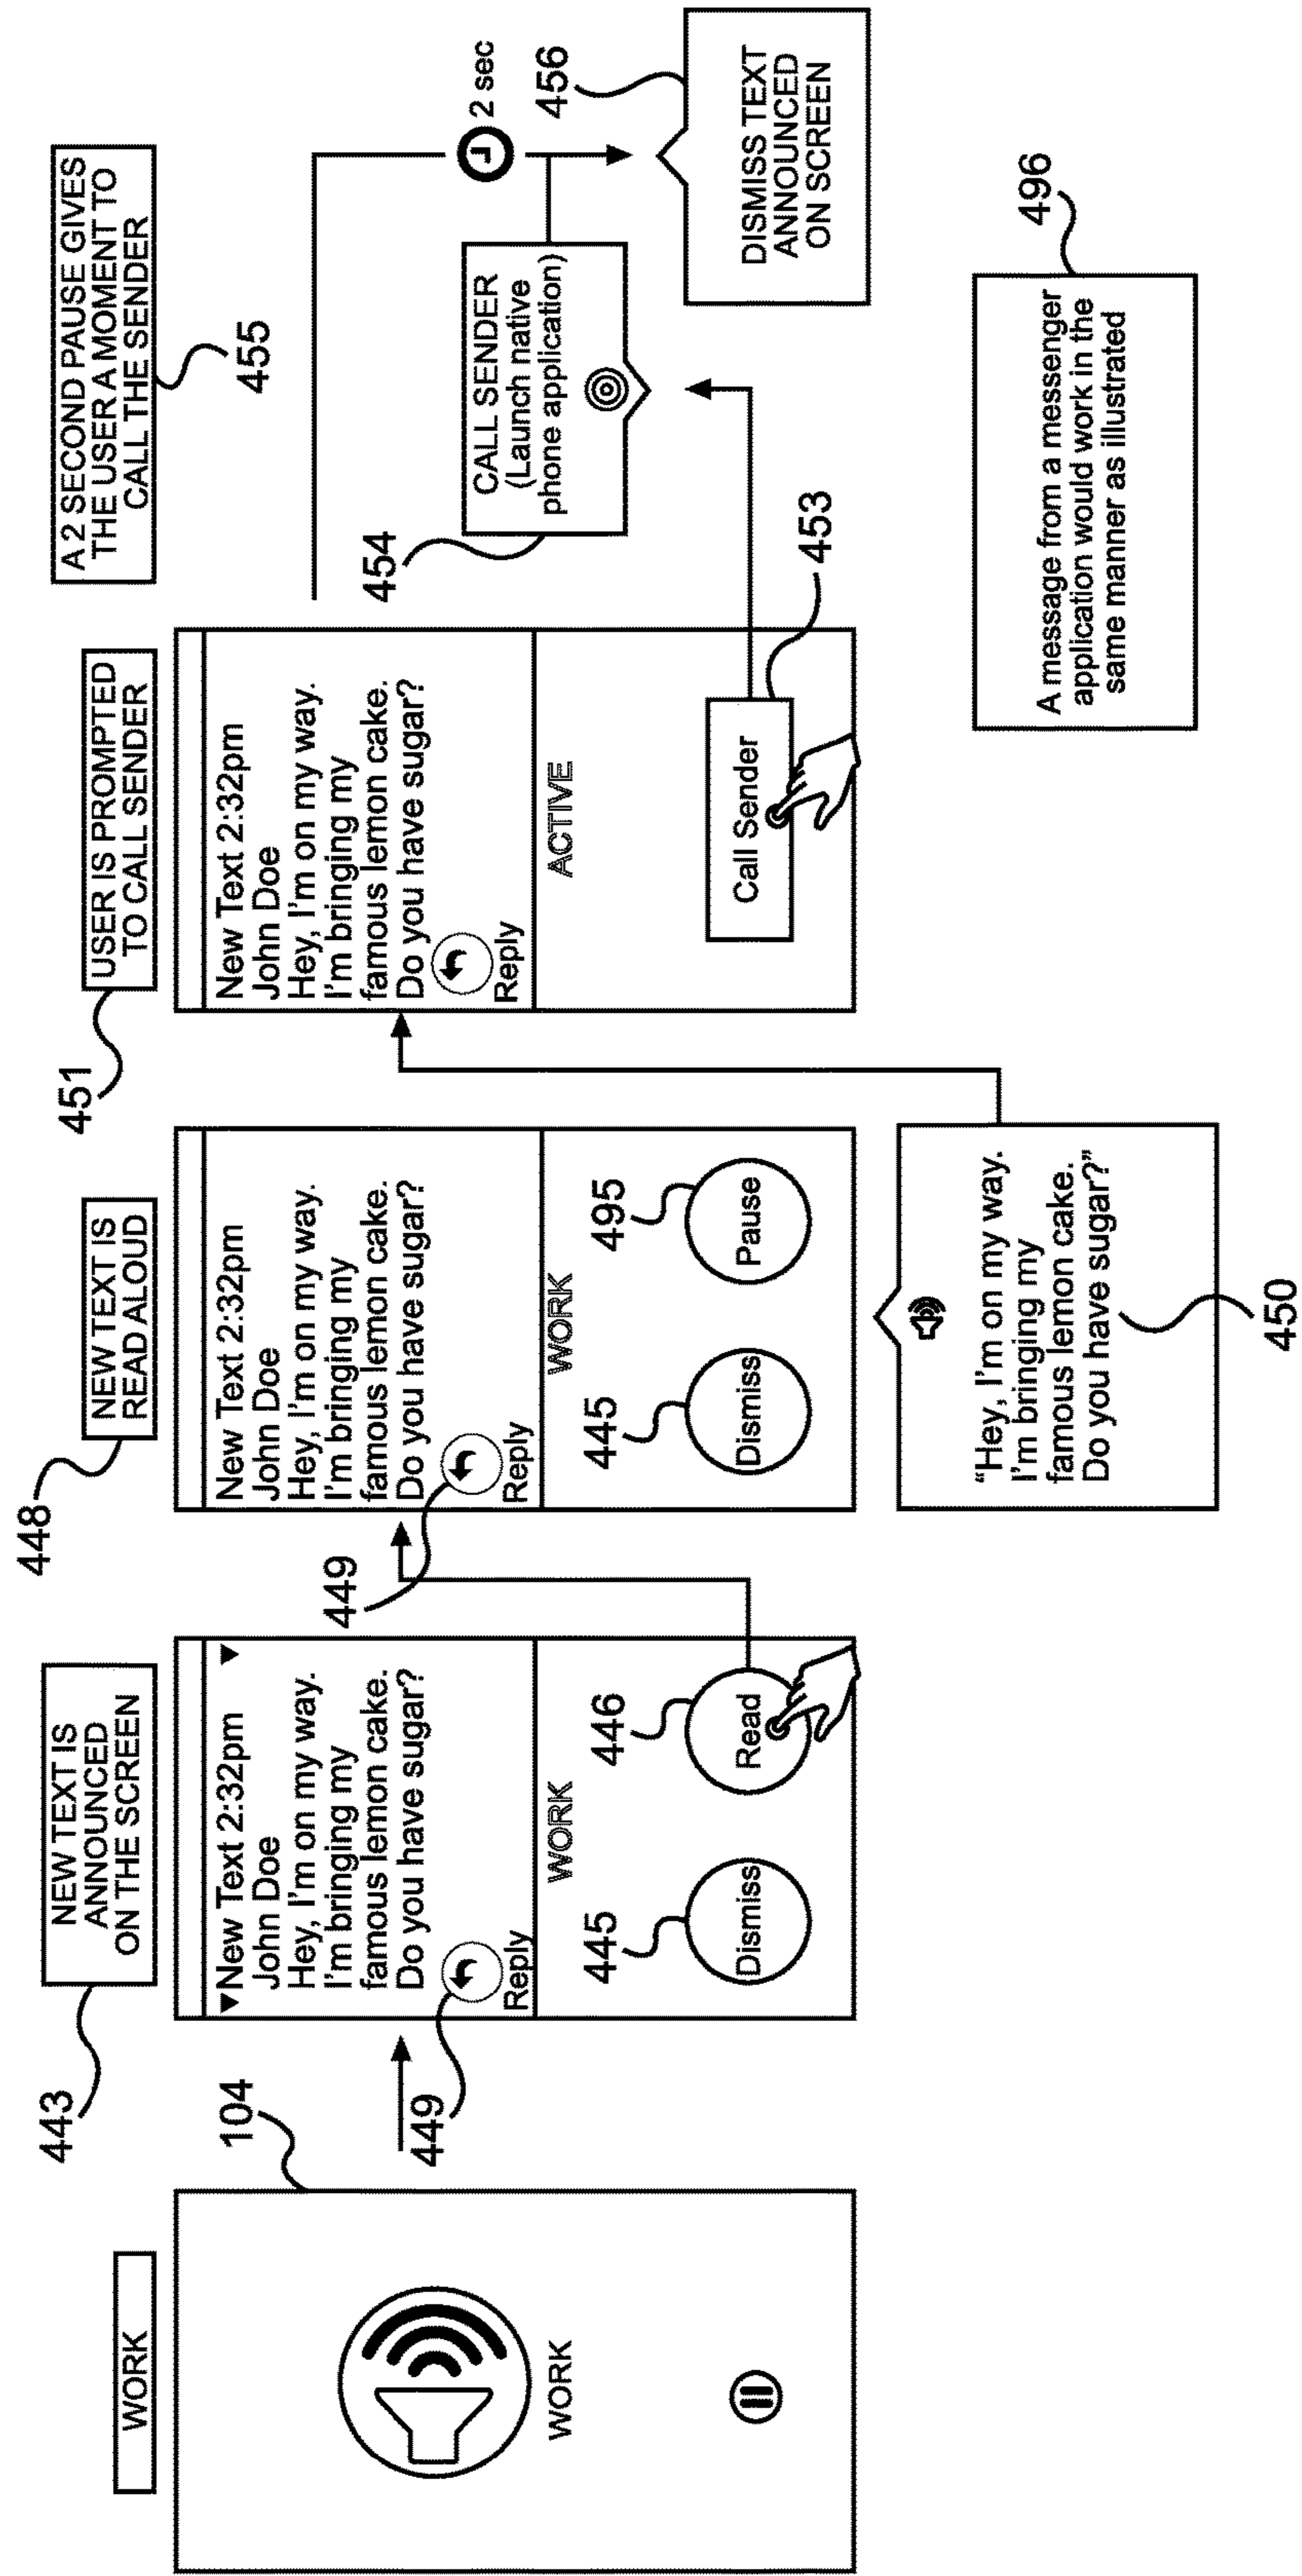 WORK
104
WORK
443
NEW TEXT IS
ANNOUNCED
ON THE SCREEN
New Text 2:32pm
John Doe
Hey, I'm on my way.
I'm bringing my
famous lemon cake.
Do you have sugar?
Reply
449
WORK
445
446
Dismiss
Read
448
NEW TEXT IS
READ ALOUD
New Text 2:32pm
John Doe
Hey, I'm on my way.
I'm bringing my
famous lemon cake.
Do you have sugar?
449
Reply
WORK
445
495
Dismiss
Pause
“Hey, I'm on my way.
I'm bringing my
famous lemon cake.
Do you have sugar?”
450
451
USER IS PROMPTED
TO CALL SENDER
New Text 2:32pm
John Doe
Hey, I'm on my way.
I'm bringing my
famous lemon cake.
Do you have sugar?
Reply
ACTIVE
Call Sender
453
A 2 SECOND PAUSE GIVES
THE USER A MOMENT TO
CALL THE SENDER
455
454
CALL SENDER
(Launch native
phone application)
2 sec
456
DISMISS TEXT
ANNOUNCED
ON SCREEN
496
A message from a messenger
application would work in the
same manner as illustrated